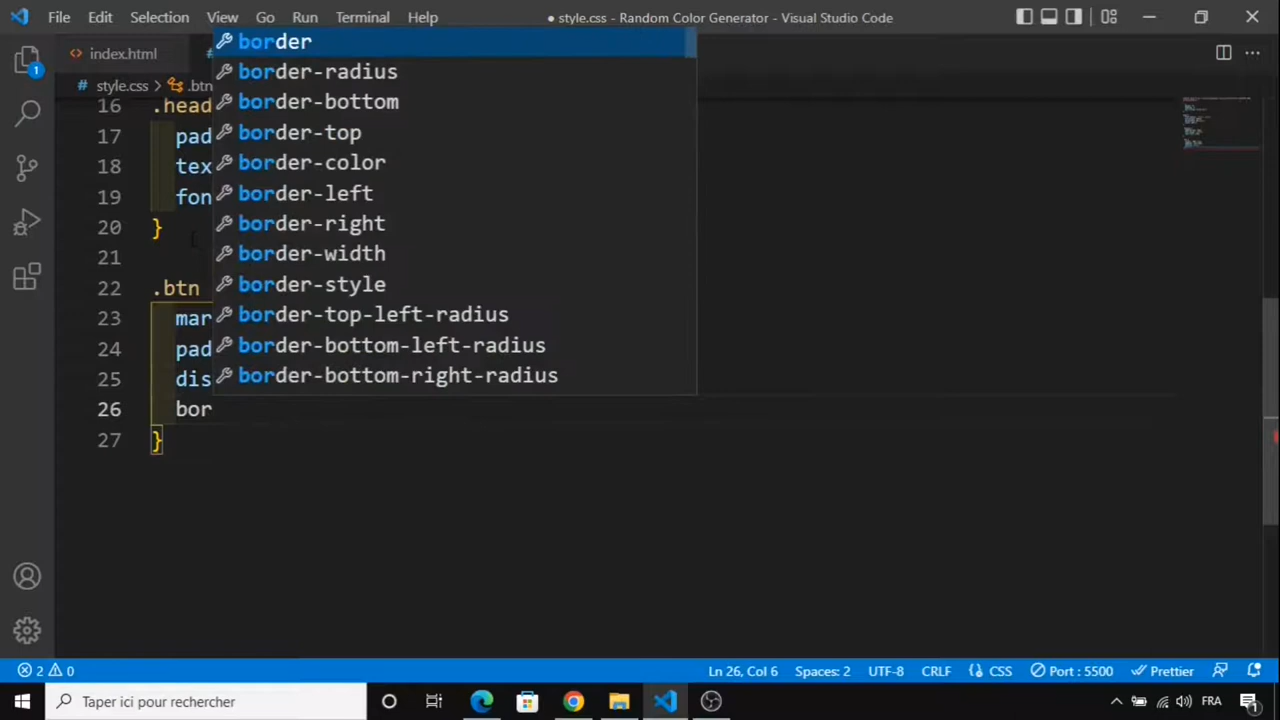 File Edit Selection View Go Run Terminal Help ● style.css - Random Color Generator - Visual Studio Code
index.html
1
# style.css > .btn
16 .head
17 pad
18 tex
19 fon
20 }
21
22 .btn
23 mar
24 pad
25 dis
26 bor
27 }
border
border-radius
border-bottom
border-top
border-color
border-left
border-right
border-width
border-style
border-top-left-radius
border-bottom-left-radius
border-bottom-right-radius
2 0 Ln 26, Col 6 Spaces: 2 UTF-8 CRLF CSS Port : 5500 Prettier
Taper ici pour rechercher FRA 1